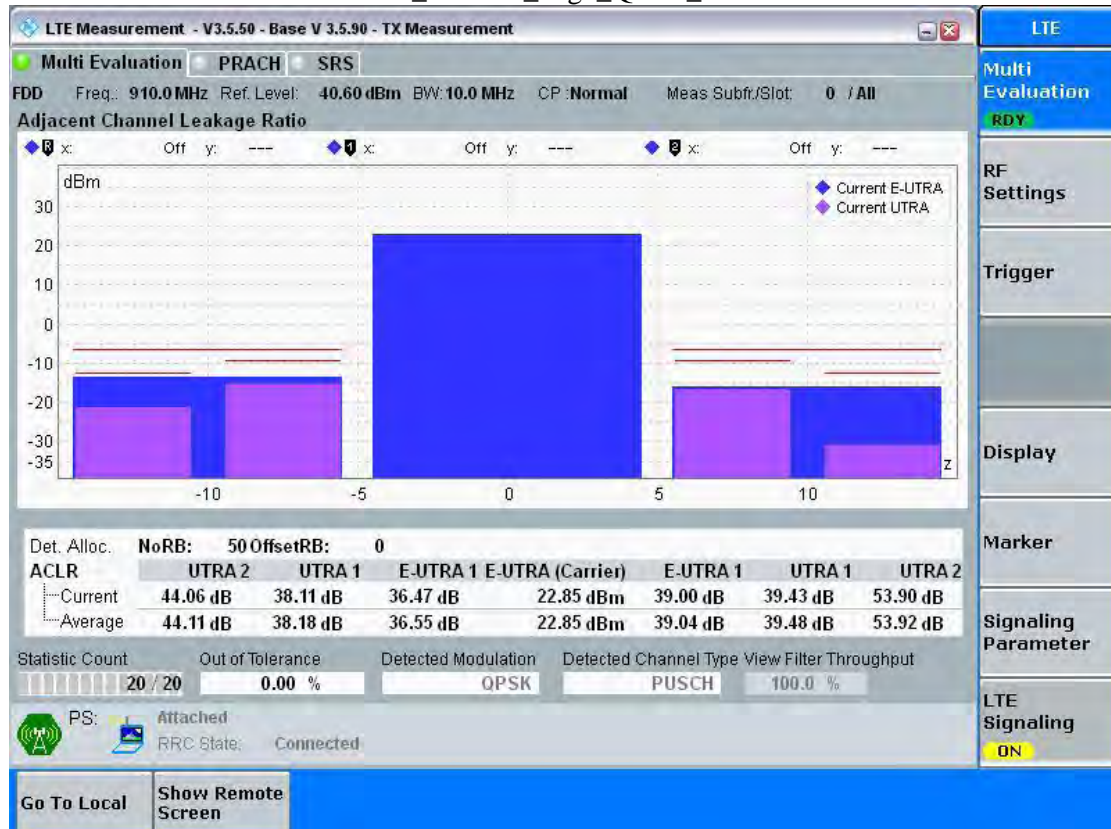 LTE Measurement - V3.5.50 - Base V 3.5.90 - TX Measurement
LTE
Multi Evaluation PRACH SRS
Multi Evaluation
RDY
FDD Freq.: 910.0 MHz Ref. Level: 40.60 dBm BW: 10.0 MHz CP :Normal Meas Subfr./Slot: 0 / All
Adjacent Channel Leakage Ratio
R x: Off y: --- 1 x: Off y: --- 2 x: Off y: ---
dBm
Current E-UTRA
Current UTRA
30
20
10
0
-10
-20
-30
-35
z
-10 -5 0 5 10
RF Settings
Trigger
Display
Marker
Signaling Parameter
LTE Signaling
ON
Det. Alloc. NoRB: 50 OffsetRB: 0
ACLR UTRA 2 UTRA 1 E-UTRA 1 E-UTRA (Carrier) E-UTRA 1 UTRA 1 UTRA 2
Current 44.06 dB 38.11 dB 36.47 dB 22.85 dBm 39.00 dB 39.43 dB 53.90 dB
Average 44.11 dB 38.18 dB 36.55 dB 22.85 dBm 39.04 dB 39.48 dB 53.92 dB
Statistic Count Out of Tolerance Detected Modulation Detected Channel Type View Filter Throughput
20 / 20 0.00 % QPSK PUSCH 100.0 %
PS: Attached
RRC State: Connected
Go To Local
Show Remote Screen